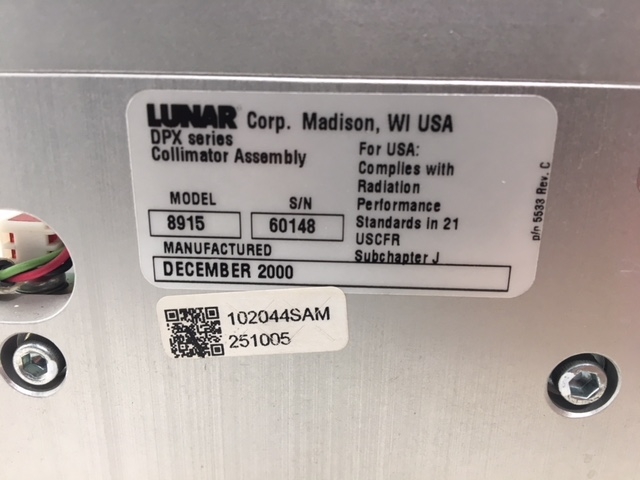 LUNAR Corp. Madison, WI USA
DPX series
Collimator Assembly
For USA:
Complies with
Radiation
Performance
Standards in 21
USCFR
Subchapter J
MODEL
8915
S/N
60148
MANUFACTURED
DECEMBER 2000
p/n 5533 Rev. C
102044SAM
251005